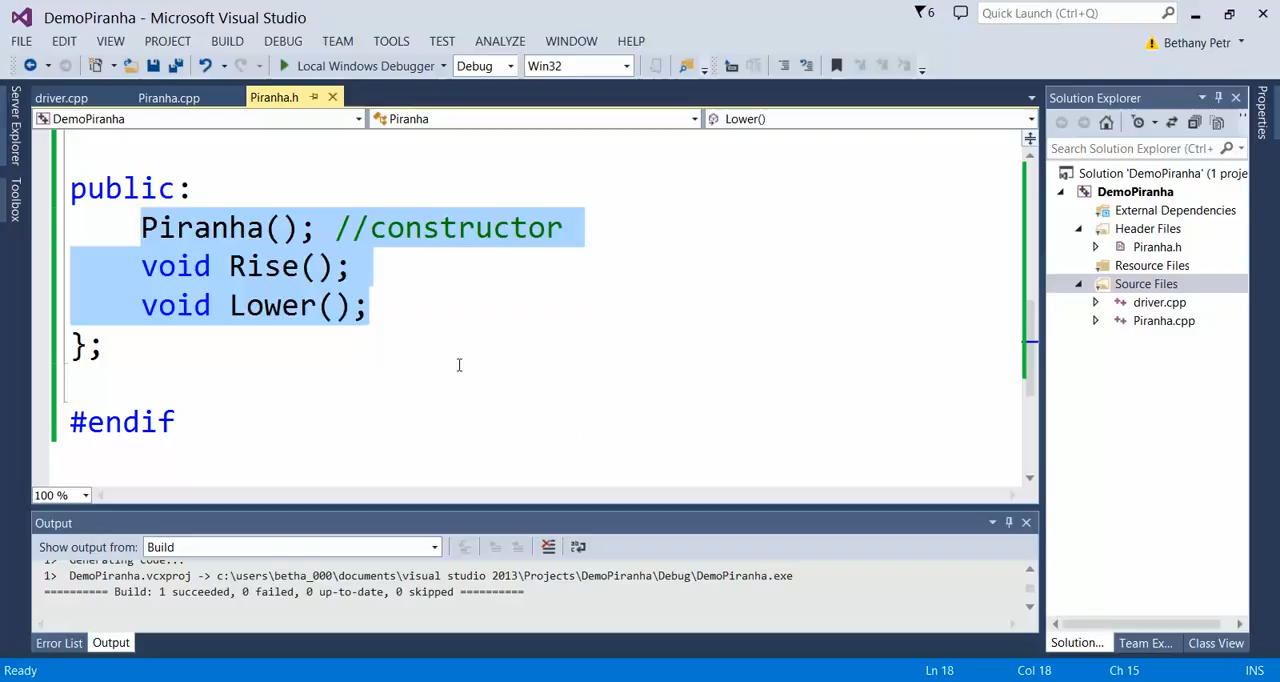 DemoPiranha - Microsoft Visual Studio
6
Quick Launch (Ctrl+Q)
FILE EDIT VIEW PROJECT BUILD DEBUG TEAM TOOLS TEST ANALYZE WINDOW HELP
Bethany Petr
Local Windows Debugger
Debug
Win32
Server Explorer
Toolbox
driver.cpp
Piranha.cpp
Piranha.h
DemoPiranha
Piranha
Lower()
public:
Piranha(); //constructor
void Rise();
void Lower();
};
#endif
100 %
Output
Show output from: Build
1> Generating code...
1> DemoPiranha.vcxproj -> c:\users\betha_000\documents\visual studio 2013\Projects\DemoPiranha\Debug\DemoPiranha.exe
========== Build: 1 succeeded, 0 failed, 0 up-to-date, 0 skipped ==========
Error List
Output
Solution Explorer
Search Solution Explorer (Ctrl+
Solution 'DemoPiranha' (1 proje
DemoPiranha
External Dependencies
Header Files
Piranha.h
Resource Files
Source Files
driver.cpp
Piranha.cpp
Solution...
Team Ex...
Class View
Properties
Ready
Ln 18
Col 18
Ch 15
INS